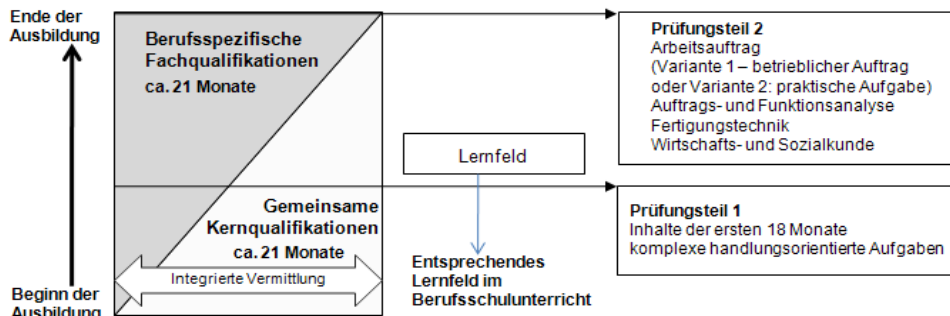 Ende der
Ausbildung
Berufsspezifische
Fachqualifikationen
ca. 21 Monate
Prüfungsteil 2
Arbeitsauftrag
(Variante 1 – betrieblicher Auftrag
oder Variante 2: praktische Aufgabe)
Auftrags- und Funktionsanalyse
Fertigungstechnik
Wirtschafts- und Sozialkunde
Lernfeld
Gemeinsame
Kernqualifikationen
ca. 21 Monate
Prüfungsteil 1
Inhalte der ersten 18 Monate
komplexe handlungsorientierte Aufgaben
Integrierte Vermittlung
Entsprechendes
Lernfeld im
Berufsschulunterricht
Beginn der
Ausbildung